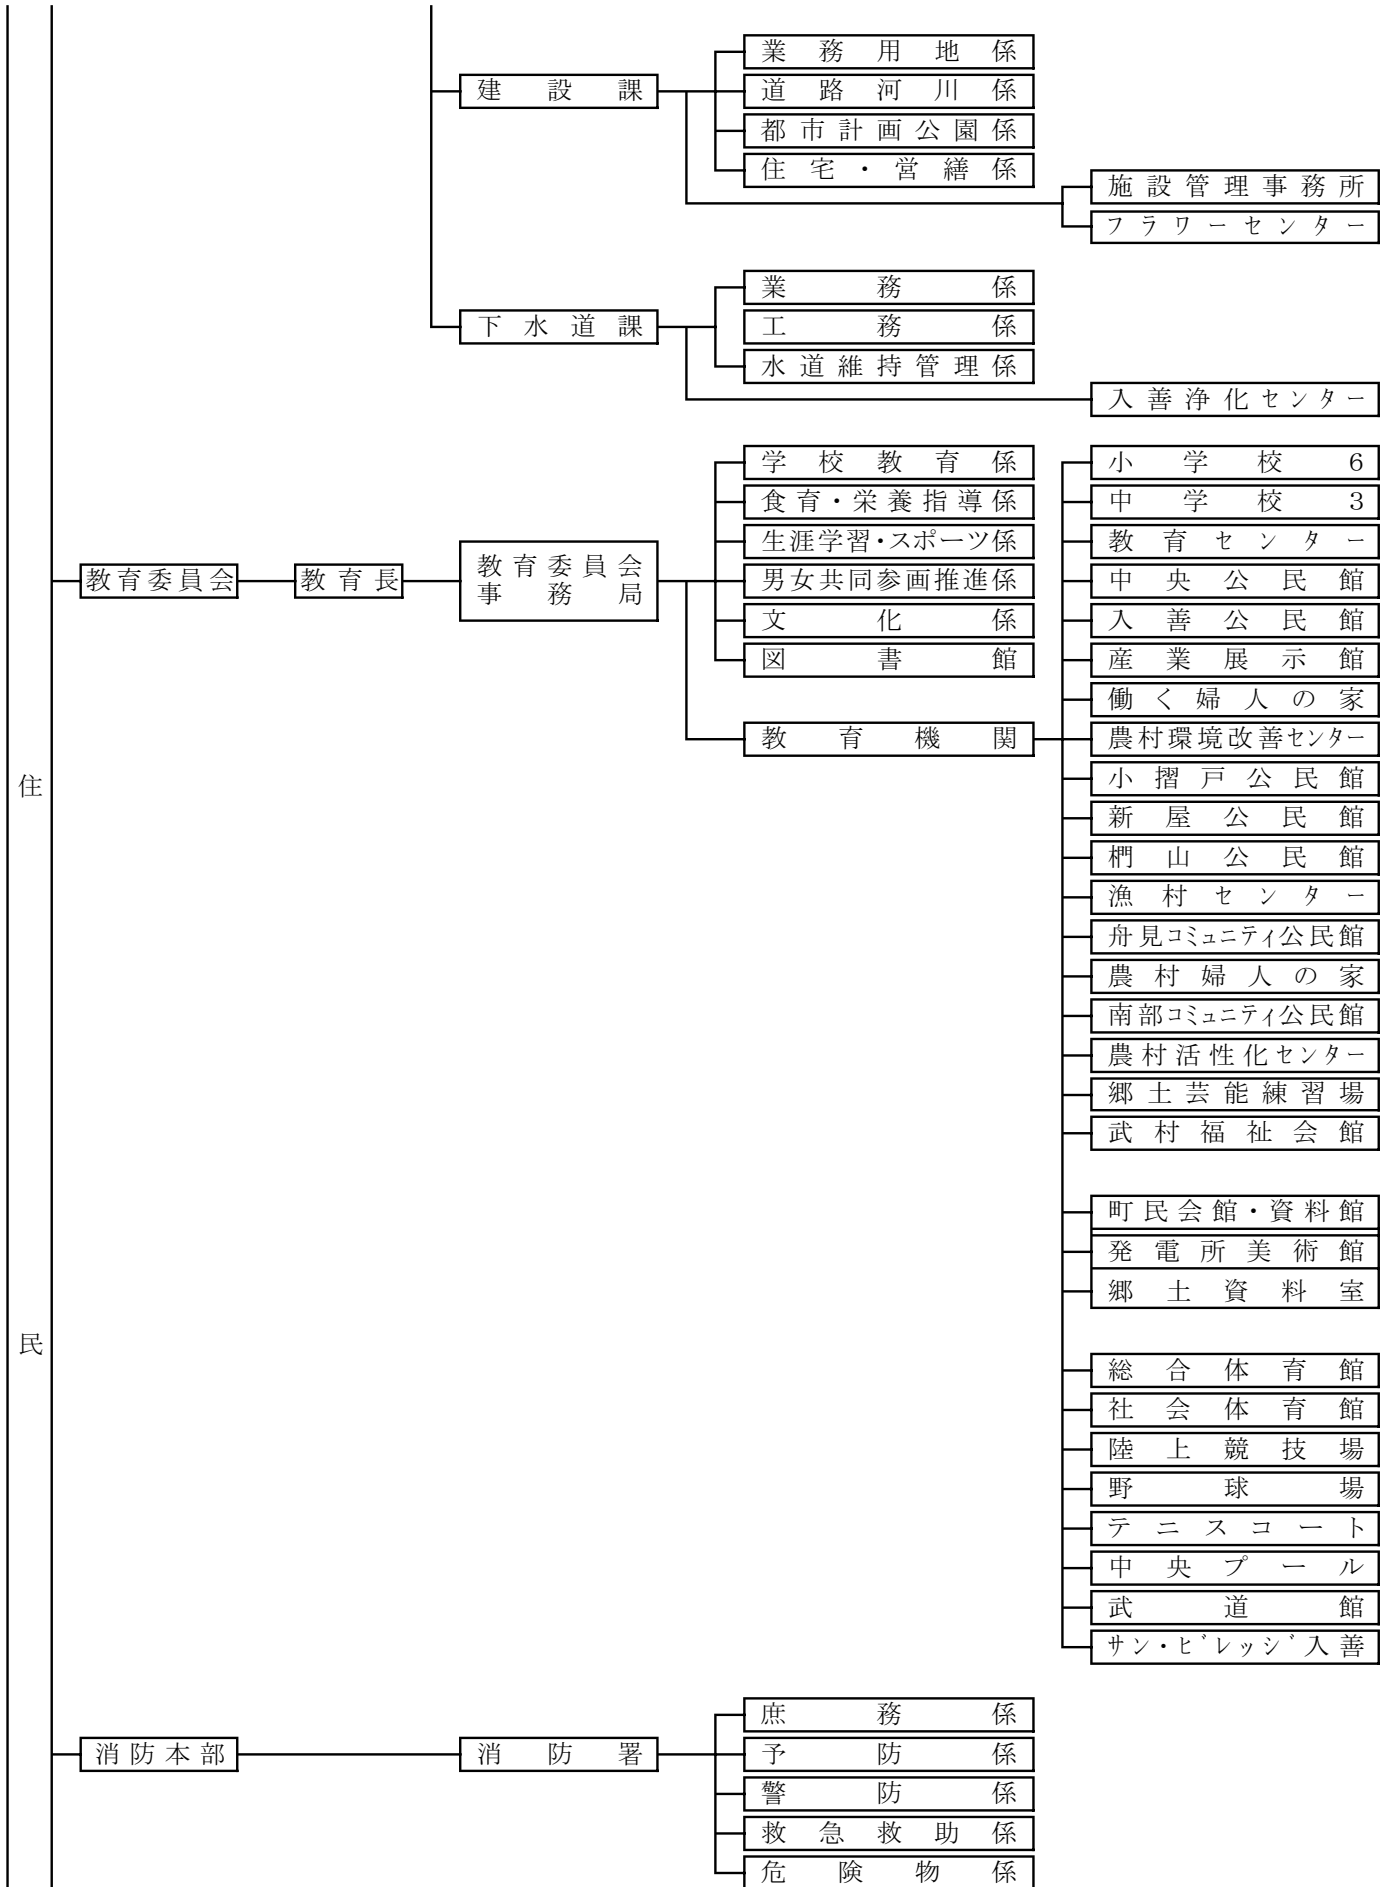 業務用地係
建設課
道路河川係
都市計画公園係
住宅・営繕係
施設管理事務所
フラワーセンター
業務係
下水道課
工務係
水道維持管理係
入善浄化センター
学校教育係
食育・栄養指導係
生涯学習・スポーツ係
教育委員会
教育長
教育委員会
事務局
男女共同参画推進係
文化係
図書館
教育機関
小学校6
中学校3
教育センター
中央公民館
入善公民館
産業展示館
働く婦人の家
農村環境改善センター
小摺戸公民館
新屋公民館
椚山公民館
漁村センター
舟見コミュニティ公民館
農村婦人の家
南部コミュニティ公民館
農村活性化センター
郷土芸能練習場
武村福祉会館
町民会館・資料館
発電所美術館
郷土資料室
総合体育館
社会体育館
陸上競技場
野球場
テニスコート
中央プール
武道館
サン・ビレッジ入善
住民
庶務係
消防本部
消防署
予防係
警防係
救急救助係
危険物係